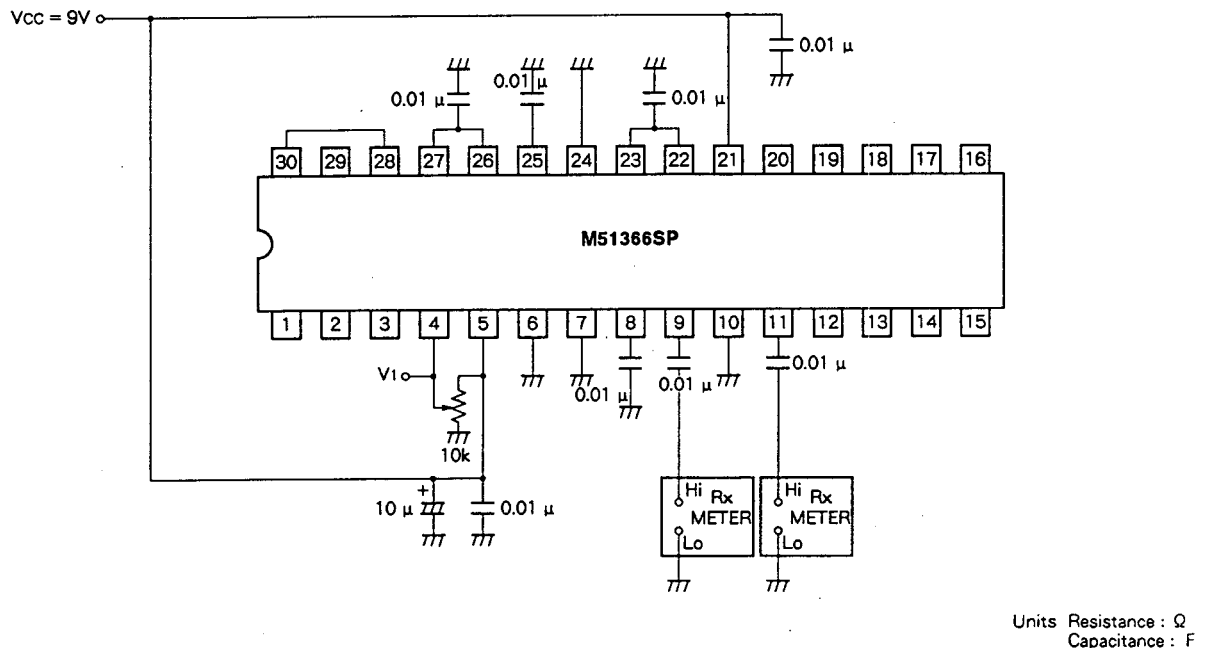 Vcc = 9V
0.01 μ
0.01 μ
0.01 μ
0.01 μ
30 29 28 27 26 25 24 23 22 21 20 19 18 17 16
M51366SP
1 2 3 4 5 6 7 8 9 10 11 12 13 14 15
V1
10k
0.01 μ
0.01 μ
0.01 μ
10 μ
+
0.01 μ
Hi Rx
METER
Lo
Hi Rx
METER
Lo
Units Resistance : Ω
Capacitance : F